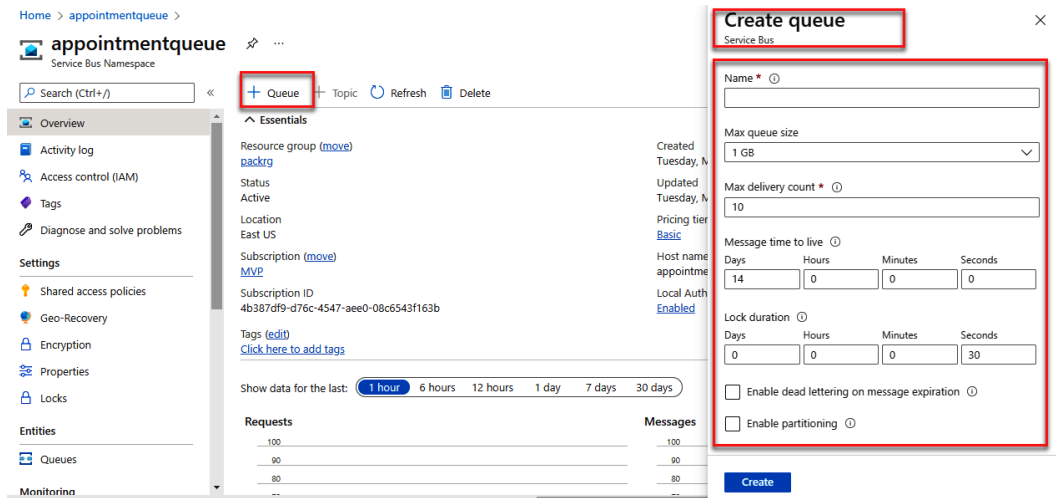 Home > appointmentqueue >
appointmentqueue ...
Service Bus Namespace
Search (Ctrl+/) «
Overview
Activity log
Access control (IAM)
Tags
Diagnose and solve problems
Settings
Shared access policies
Geo-Recovery
Encryption
Properties
Locks
Entities
Queues
Monitoring
+ Queue + Topic Refresh Delete
Essentials
Resource group (move)
packrg
Status
Active
Location
East US
Subscription (move)
MVP
Subscription ID
4b387df9-d76c-4547-aee0-08c6543f163b
Tags (edit)
Click here to add tags
Created
Tuesday, M
Updated
Tuesday, M
Pricing tier
Basic
Host name
appointme
Local Auth
Enabled
Show data for the last: 1 hour 6 hours 12 hours 1 day 7 days 30 days
Requests
100
90
80
Messages
100
90
80
Create queue
Service Bus
Name *
Max queue size
1 GB
Max delivery count *
10
Message time to live
Days Hours Minutes Seconds
14 0 0 0
Lock duration
Days Hours Minutes Seconds
0 0 0 30
Enable dead lettering on message expiration
Enable partitioning
Create